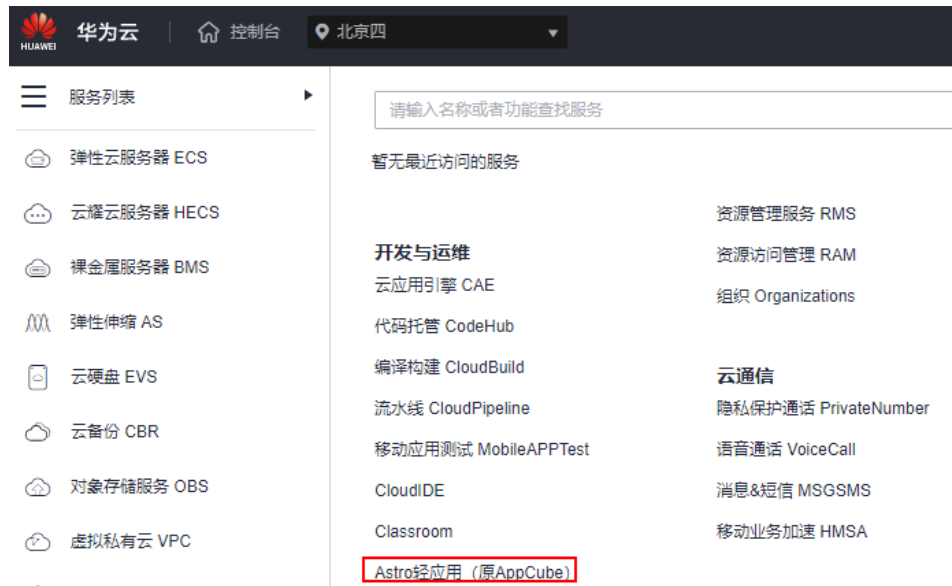 HUAWEI
华为云
控制台
北京四
服务列表
弹性云服务器 ECS
云耀云服务器 HECS
裸金属服务器 BMS
弹性伸缩 AS
云硬盘 EVS
云备份 CBR
对象存储服务 OBS
虚拟私有云 VPC
请输入名称或者功能查找服务
暂无最近访问的服务
开发与运维
云应用引擎 CAE
代码托管 CodeHub
编译构建 CloudBuild
流水线 CloudPipeline
移动应用测试 MobileAPPTest
CloudIDE
Classroom
Astro轻应用（原AppCube）
资源管理服务 RMS
资源访问管理 RAM
组织 Organizations
云通信
隐私保护通话 PrivateNumber
语音通话 VoiceCall
消息&短信 MSGSMS
移动业务加速 HMSA